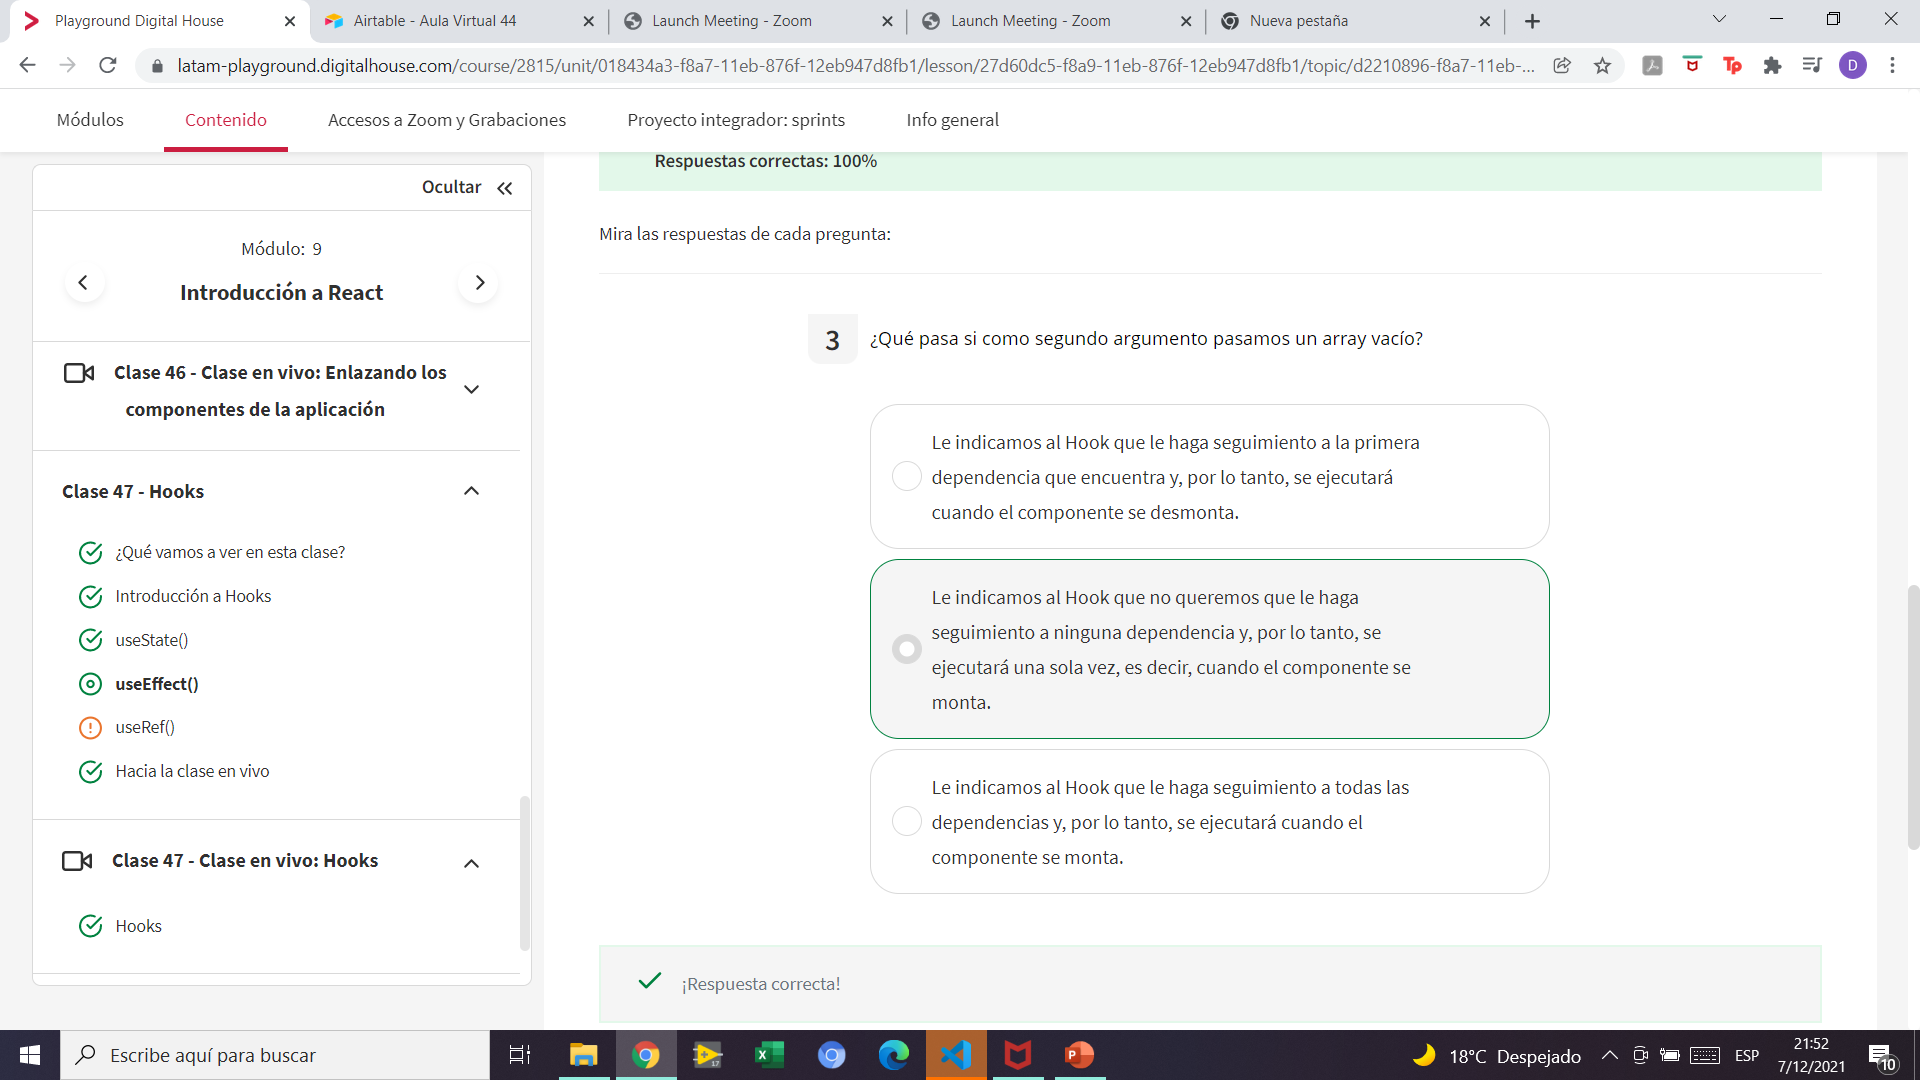 Playground Digital House
Airtable - Aula Virtual 44
Launch Meeting - Zoom
Launch Meeting - Zoom
Nueva pestaña
latam-playground.digitalhouse.com/course/2815/unit/018434a3-f8a7-11eb-876f-12eb947d8fb1/lesson/27d60dc5-f8a9-11eb-876f-12eb947d8fb1/topic/d2210896-f8a7-11eb-...
Tp
D
Módulos
Contenido
Accesos a Zoom y Grabaciones
Proyecto integrador: sprints
Info general
Ocultar
Módulo: 9
Introducción a React
Clase 46 - Clase en vivo: Enlazando los
componentes de la aplicación
Clase 47 - Hooks
¿Qué vamos a ver en esta clase?
Introducción a Hooks
useState()
useEffect()
useRef()
Hacia la clase en vivo
Clase 47 - Clase en vivo: Hooks
Hooks
Respuestas correctas: 100%
Mira las respuestas de cada pregunta:
3
¿Qué pasa si como segundo argumento pasamos un array vacío?
Le indicamos al Hook que le haga seguimiento a la primera
dependencia que encuentra y, por lo tanto, se ejecutará
cuando el componente se desmonta.
Le indicamos al Hook que no queremos que le haga
seguimiento a ninguna dependencia y, por lo tanto, se
ejecutará una sola vez, es decir, cuando el componente se
monta.
Le indicamos al Hook que le haga seguimiento a todas las
dependencias y, por lo tanto, se ejecutará cuando el
componente se monta.
¡Respuesta correcta!
Escribe aquí para buscar
17
X
P
18°C Despejado
ESP
21:52
7/12/2021
10